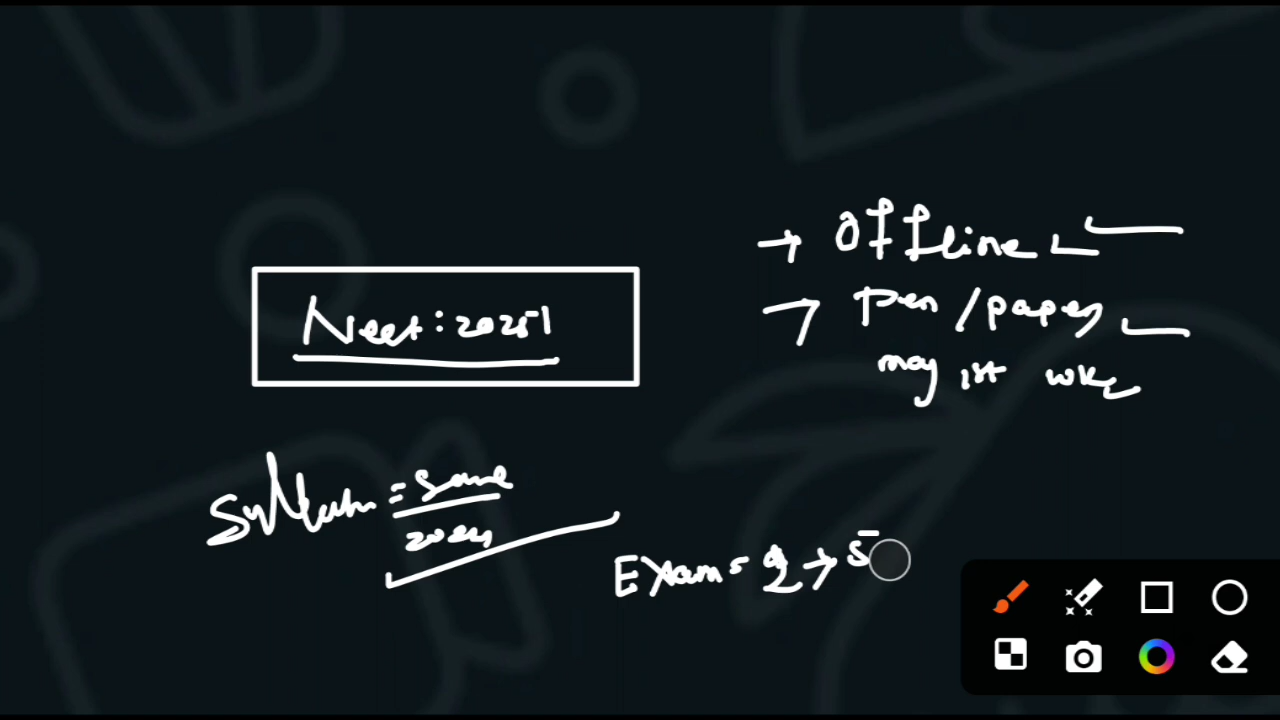 Neet : 2025
→ Offline
→ Pen / paper
may 1st wk
Syllabus = Same
2024
Exam = 2 → 5